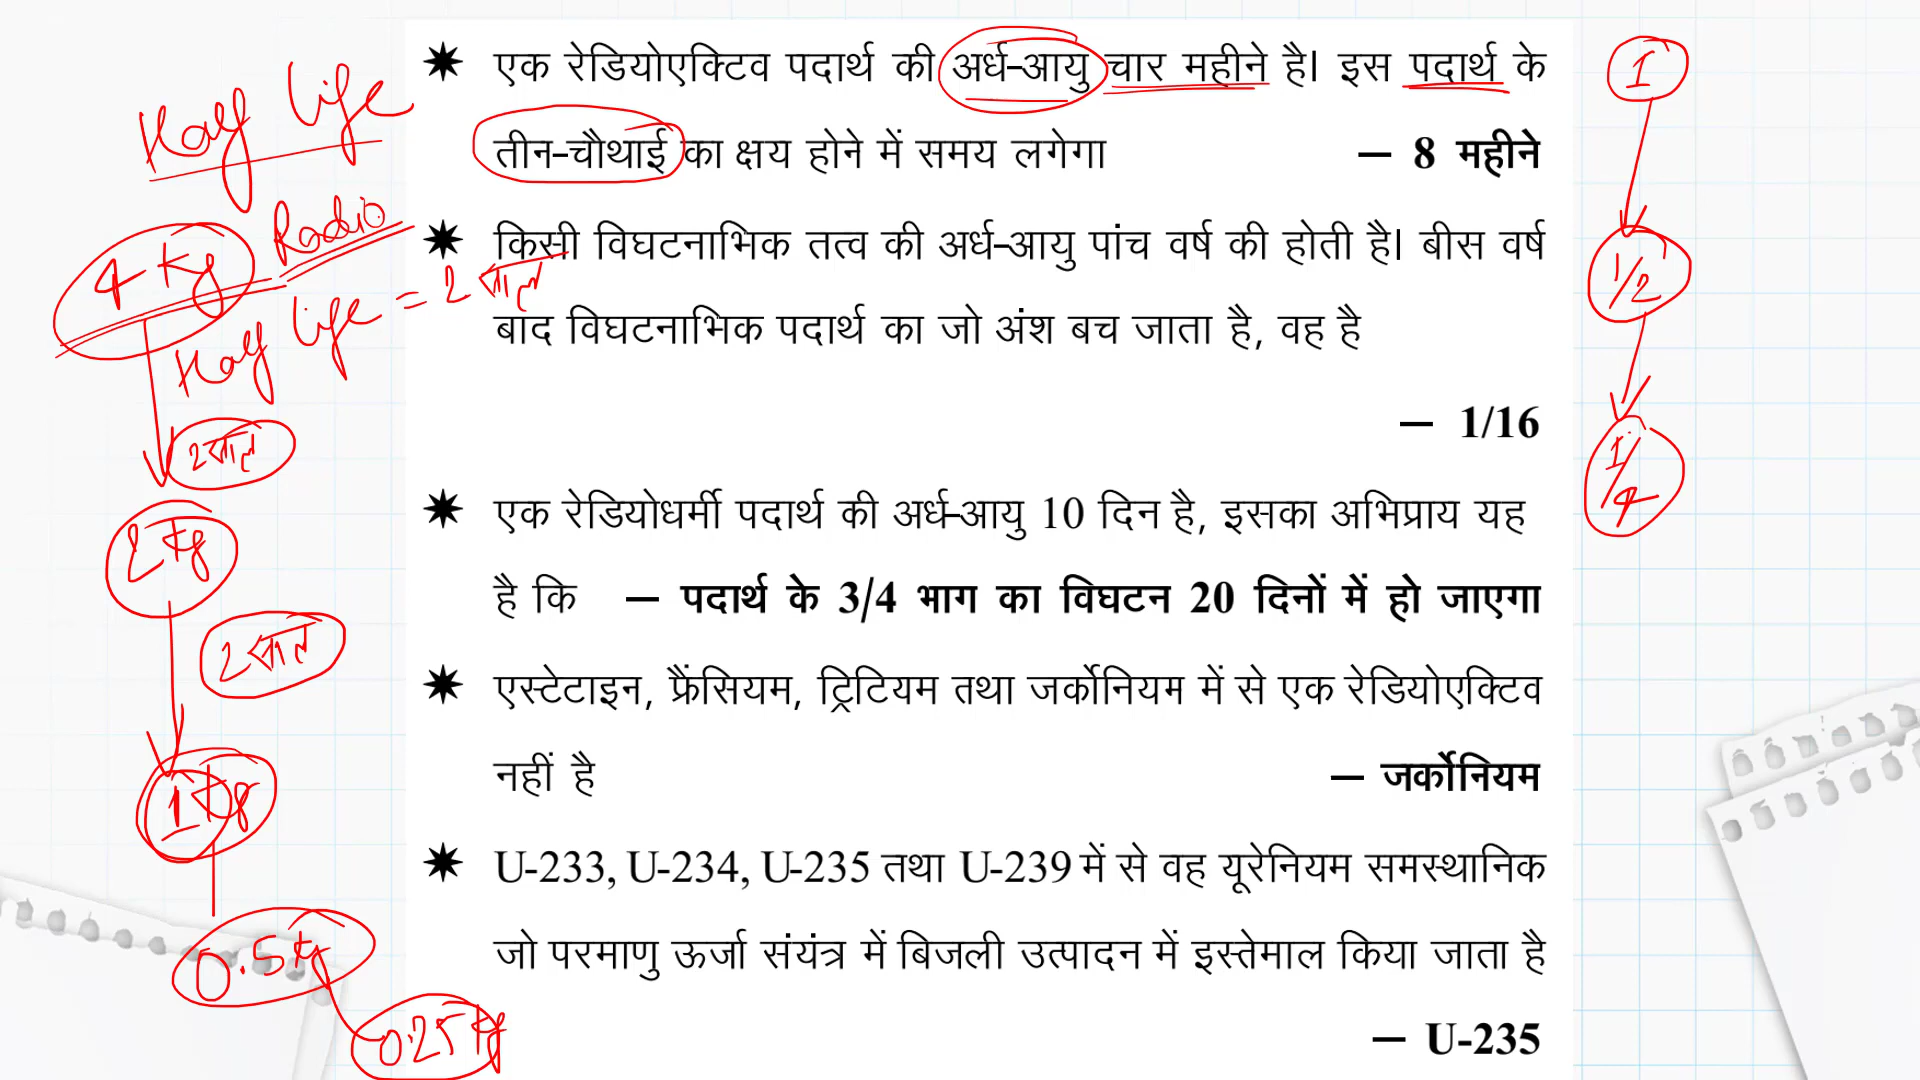 ✷ एक रेडियोएक्टिव पदार्थ की अर्ध-आयु चार महीने है। इस पदार्थ के
तीन-चौथाई का क्षय होने में समय लगेगा — 8 महीने
✷ किसी विघटनाभिक तत्व की अर्ध-आयु पांच वर्ष की होती है। बीस वर्ष
बाद विघटनाभिक पदार्थ का जो अंश बच जाता है, वह है
— 1/16
✷ एक रेडियोधर्मी पदार्थ की अर्ध-आयु 10 दिन है, इसका अभिप्राय यह
है कि — पदार्थ के 3/4 भाग का विघटन 20 दिनों में हो जाएगा
✷ एस्टेटाइन, फ्रैंसियम, ट्रिटियम तथा जर्कोनियम में से एक रेडियोएक्टिव
नहीं है — जर्कोनियम
✷ U-233, U-234, U-235 तथा U-239 में से वह यूरेनियम समस्थानिक
जो परमाणु ऊर्जा संयंत्र में बिजली उत्पादन में इस्तेमाल किया जाता है
— U-235
Half life
4 kg Radio
Half life = 2 साल
2 साल
2 kg
2 साल
1 kg
0.5 kg
0.25 kg
1
1/2
1/4